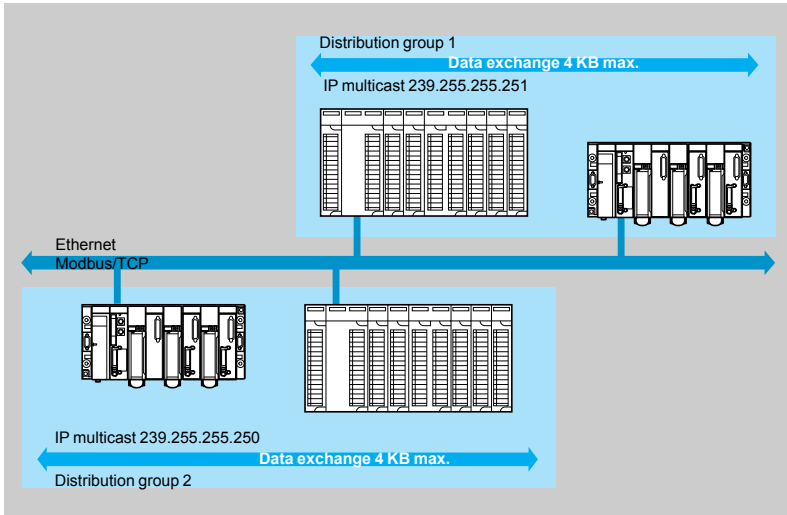 Distribution group 1
Data exchange 4 KB max.
IP multicast 239.255.255.251
Ethernet
Modbus/TCP
IP multicast 239.255.255.250
Data exchange 4 KB max.
Distribution group 2